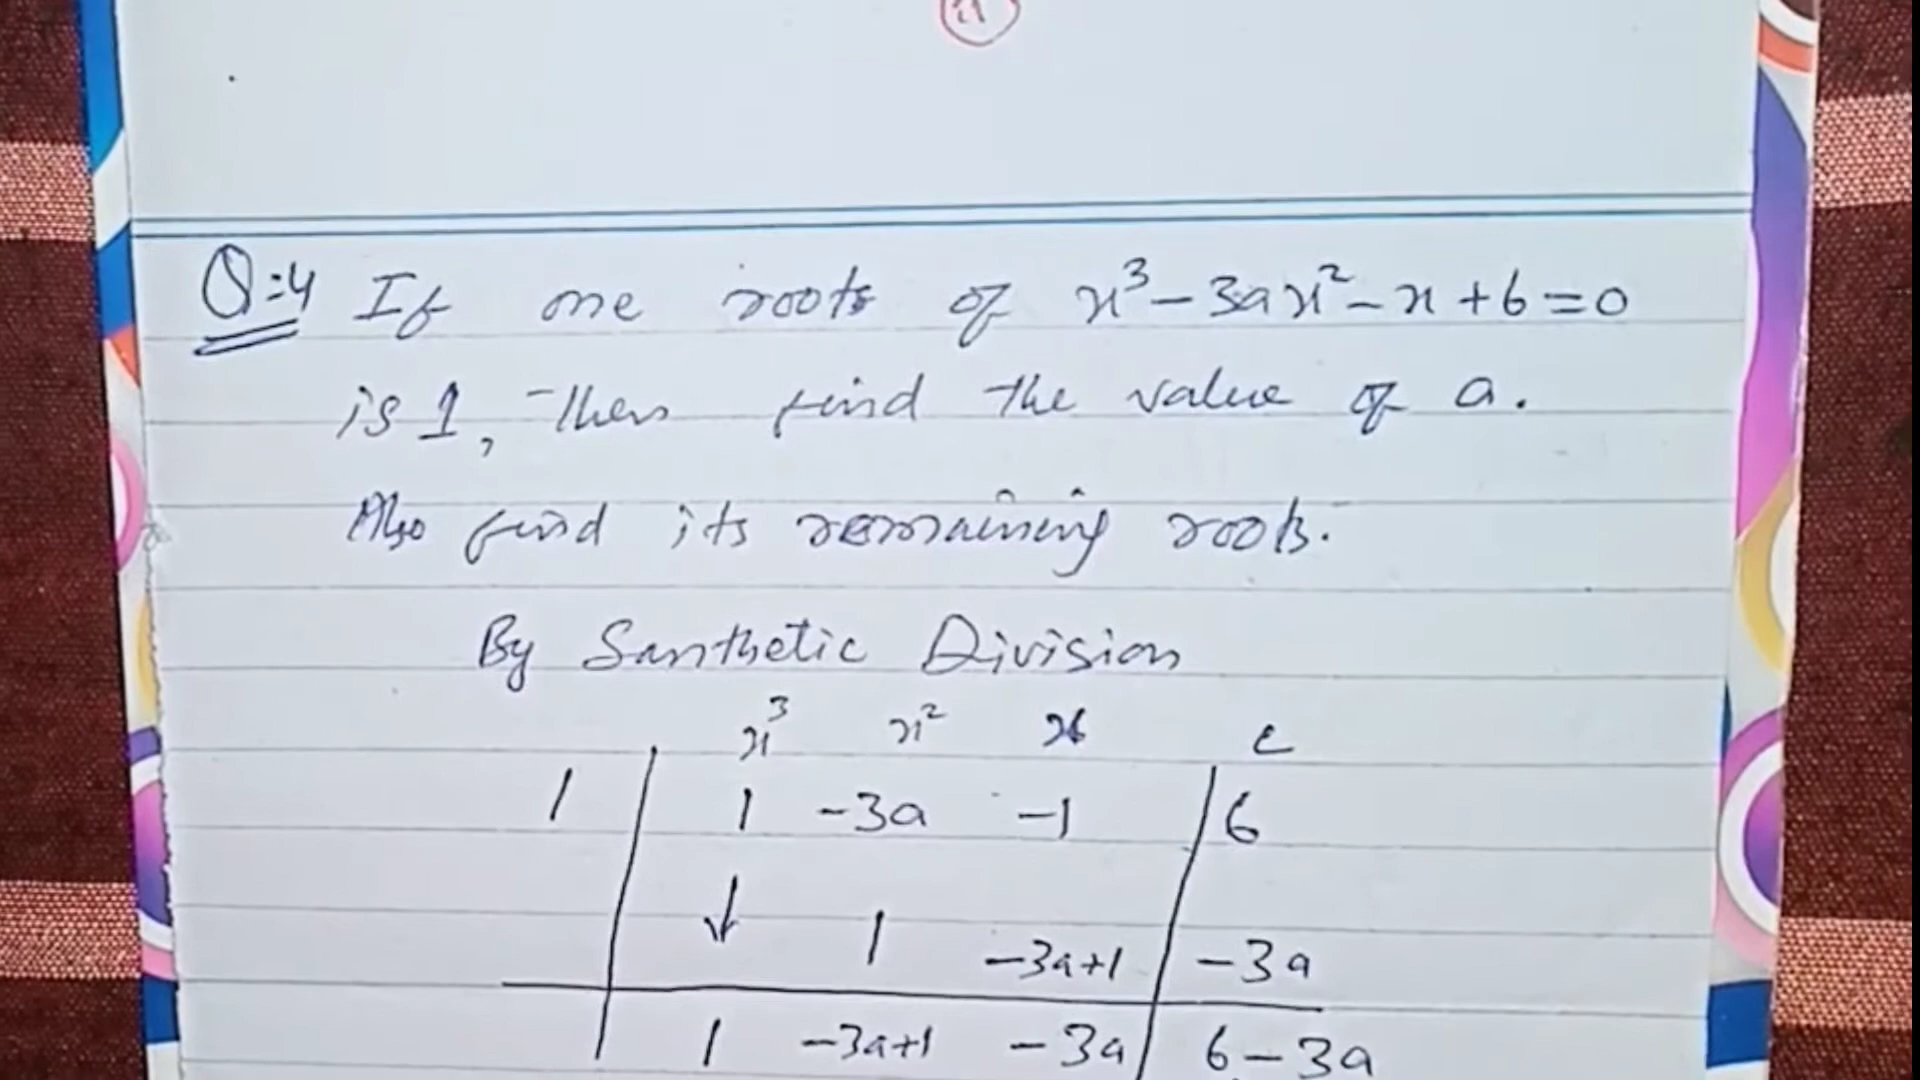 Q:4 If one roots of x³ - 3ax² - x + 6 = 0
is 1, then find the value of a.
Also find its remaining roots.
By Santhetic Division
x³ x² x c
1 1 -3a -1 6
↓ 1 -3a+1 -3a
1 -3a+1 -3a 6-3a